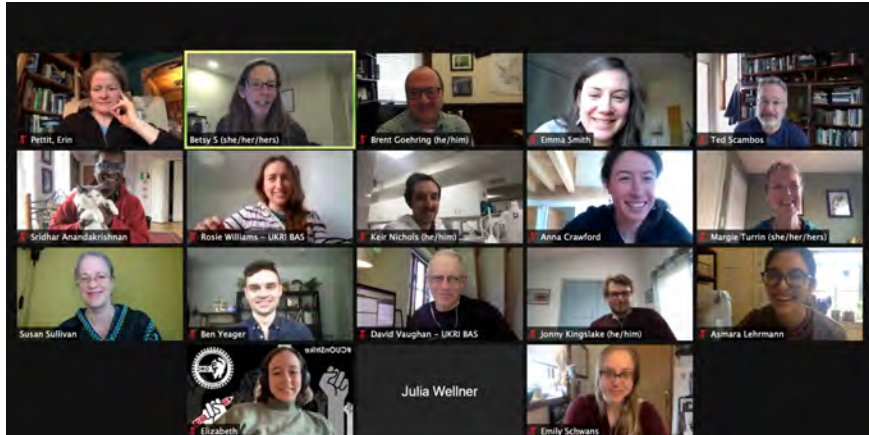 Pettit, Erin
Betsy S (she/her/hers)
Brent Goehring (he/him)
Emma Smith
Ted Scambos
Sridhar Anandakrishnan
Rosie Williams – UKRI BAS
Keir Nichols (he/him)
Anna Crawford
Margie Turrin (she/her/hers)
Susan Sullivan
Ben Yeager
David Vaughan – UKRI BAS
Jonny Kingslake (he/him)
Asmara Lehrmann
#CUOnStrike
Elizabeth
Julia Wellner
Emily Schwans